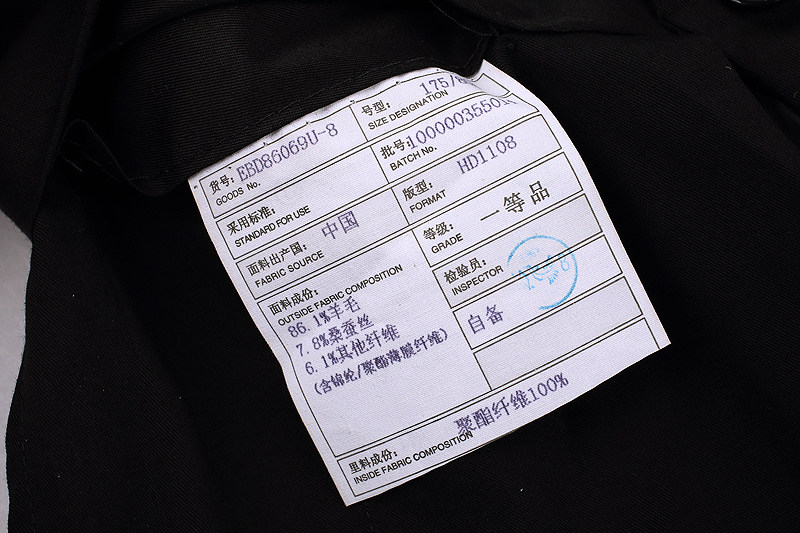 货号: EBD86069U-8
GOODS No.
号型: 175/
SIZE DESIGNATION
采用标准:
STANDARD FOR USE
批号:
BATCH No.
面料出产国: 中国
FABRIC SOURCE
版型: HD1108
FORMAT
面料成份:
OUTSIDE FABRIC COMPOSITION
86.1%羊毛
7.8%桑蚕丝
6.1%其他纤维
(含锦纶/聚酯薄膜纤维)
等级: 一等品
GRADE
检验员:
INSPECTOR
自备
里料成份: 聚酯纤维100%
INSIDE FABRIC COMPOSITION